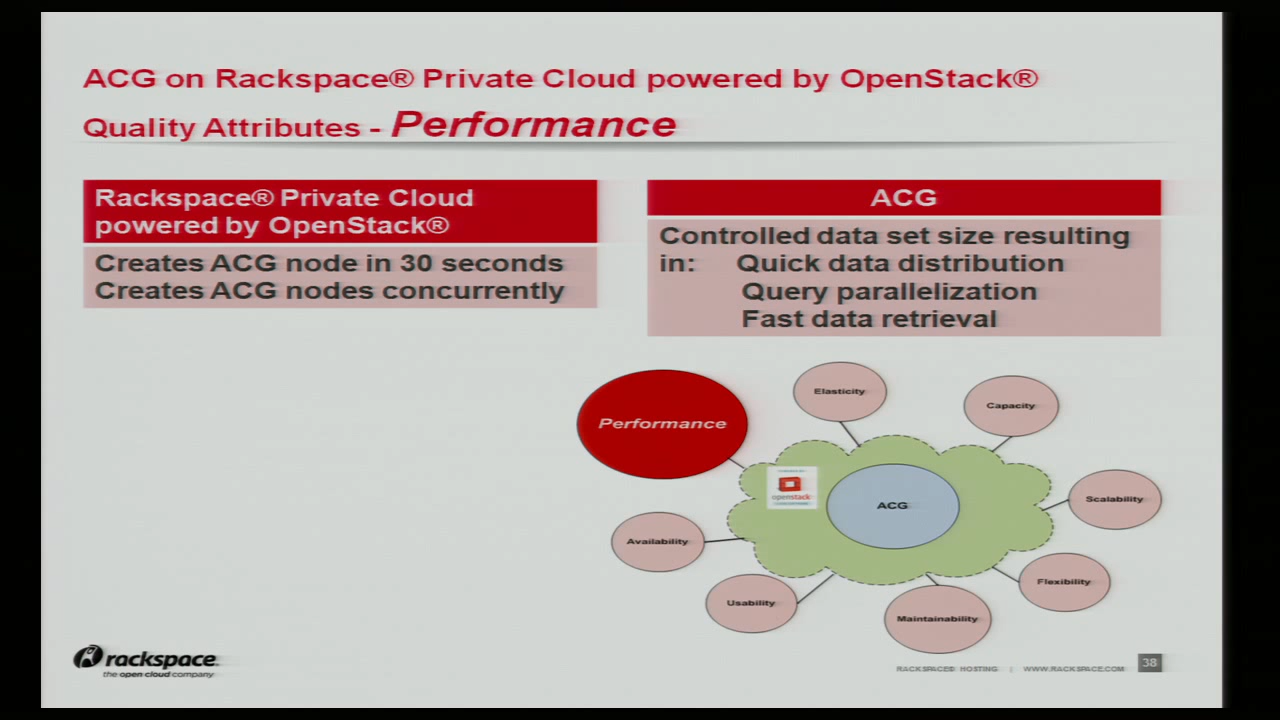 ACG on Rackspace® Private Cloud powered by OpenStack®
Quality Attributes - Performance
Rackspace® Private Cloud
powered by OpenStack®
Creates ACG node in 30 seconds
Creates ACG nodes concurrently
ACG
Controlled data set size resulting
in: Quick data distribution
Query parallelization
Fast data retrieval
Performance
Elasticity
Capacity
openstack
ACG
Scalability
Availability
Flexibility
Usability
Maintainability
rackspace.
the open cloud company
RACKSPACE® HOSTING | WWW.RACKSPACE.COM
38